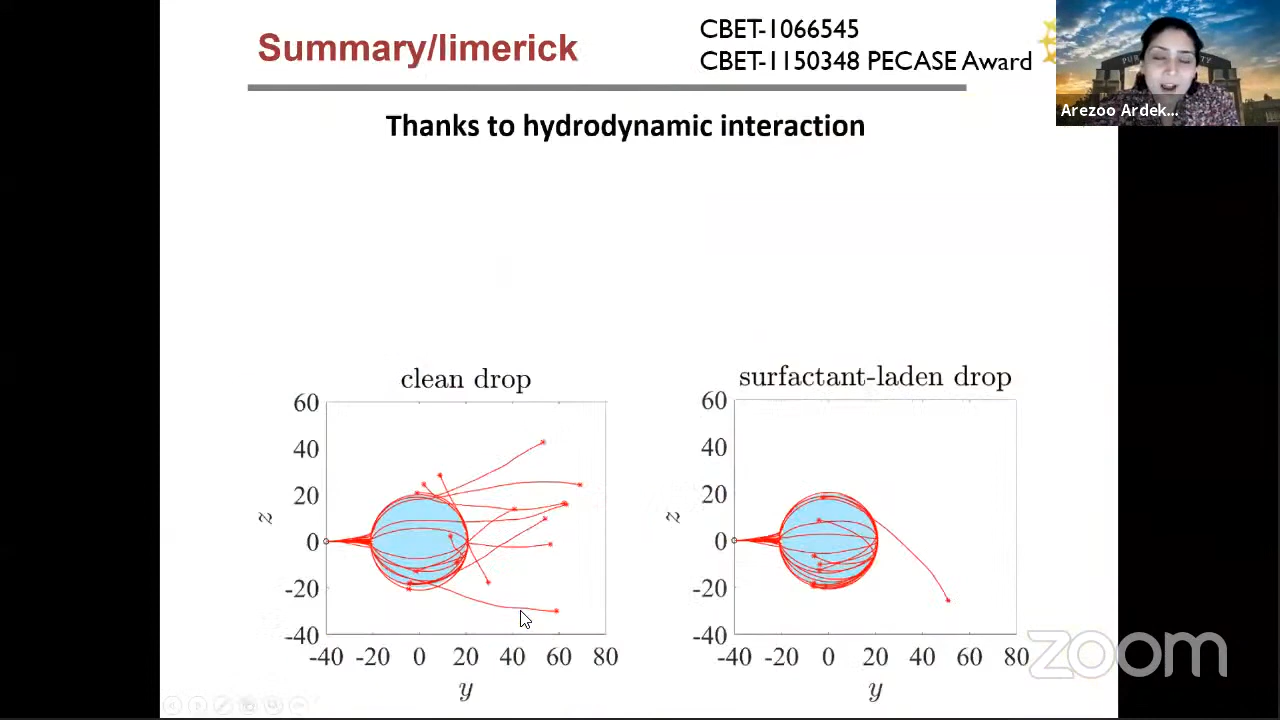 Summary/limerick
CBET-1066545
CBET-1150348 PECASE Award
Arezoo Ardek...
Thanks to hydrodynamic interaction
clean drop
60
40
20
0
-20
-40
z
-40 -20 0 20 40 60 80
y
surfactant-laden drop
60
40
20
0
-20
-40
z
-40 -20 0 20 40 60 80
y
zoom